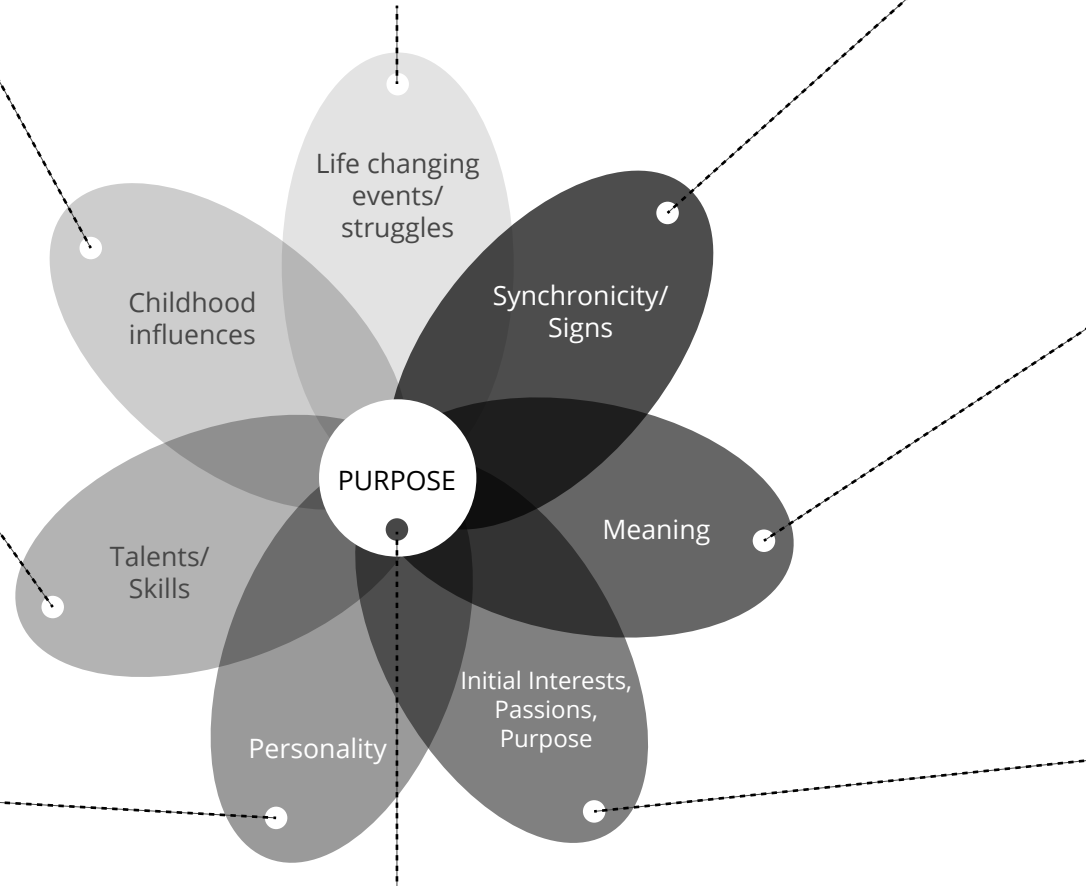 Life changing
events/
struggles
Synchronicity/
Signs
Childhood
influences
PURPOSE
Meaning
Talents/
Skills
Initial Interests,
Passions,
Purpose
Personality